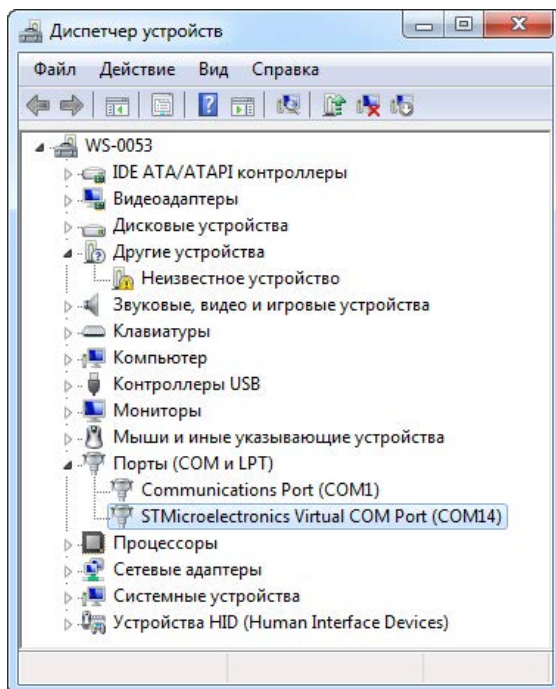 Диспетчер устройств
Файл Действие Вид Справка
WS-0053
IDE ATA/ATAPI контроллеры
Видеоадаптеры
Дисковые устройства
Другие устройства
Неизвестное устройство
Звуковые, видео и игровые устройства
Клавиатуры
Компьютер
Контроллеры USB
Мониторы
Мыши и иные указывающие устройства
Порты (COM и LPT)
Communications Port (COM1)
STMicroelectronics Virtual COM Port (COM14)
Процессоры
Сетевые адаптеры
Системные устройства
Устройства HID (Human Interface Devices)